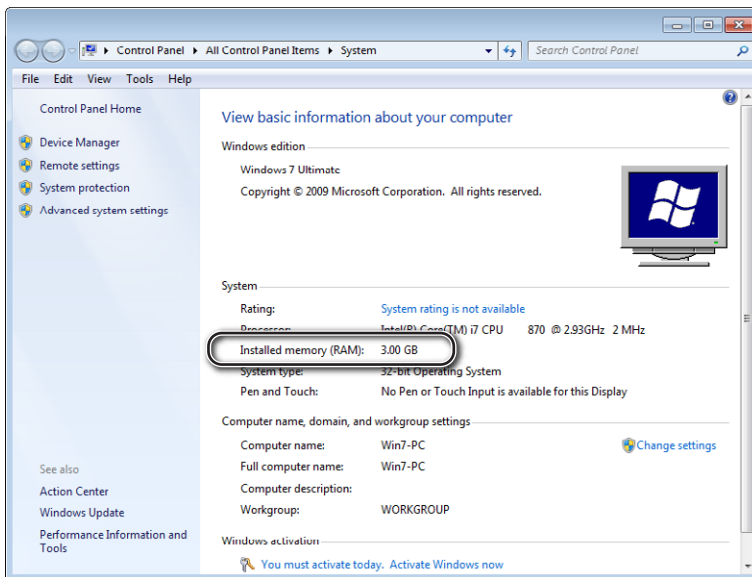 Control Panel All Control Panel Items System
Search Control Panel
File Edit View Tools Help
Control Panel Home
Device Manager
Remote settings
System protection
Advanced system settings
See also
Action Center
Windows Update
Performance Information and
Tools
View basic information about your computer
Windows edition
Windows 7 Ultimate
Copyright © 2009 Microsoft Corporation. All rights reserved.
System
Rating: System rating is not available
Processor: Intel(R) Core(TM) i7 CPU 870 @ 2.93GHz 2 MHz
Installed memory (RAM): 3.00 GB
System type: 32-bit Operating System
Pen and Touch: No Pen or Touch Input is available for this Display
Computer name, domain, and workgroup settings
Computer name: Win7-PC Change settings
Full computer name: Win7-PC
Computer description:
Workgroup: WORKGROUP
Windows activation
You must activate today. Activate Windows now